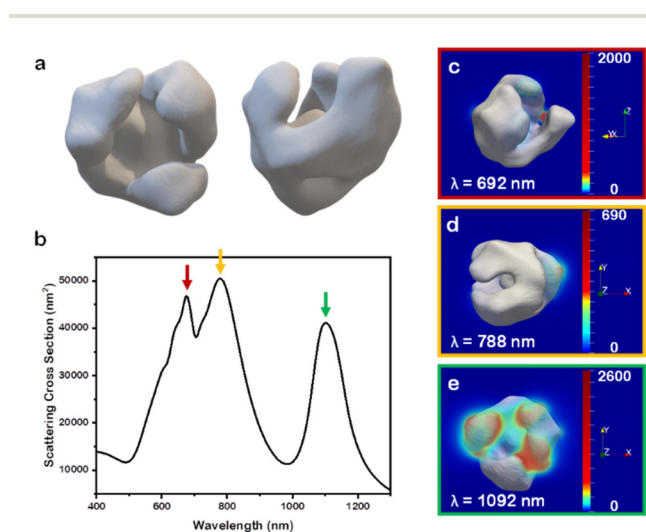 a
b
Scattering Cross Section (nm²)
50000
40000
30000
20000
10000
400
600
800
1000
1200
Wavelength (nm)
c
2000
0
Z
YX
λ = 692 nm
d
690
0
Y
Z
X
λ = 788 nm
e
2600
0
Y
Z
X
λ = 1092 nm